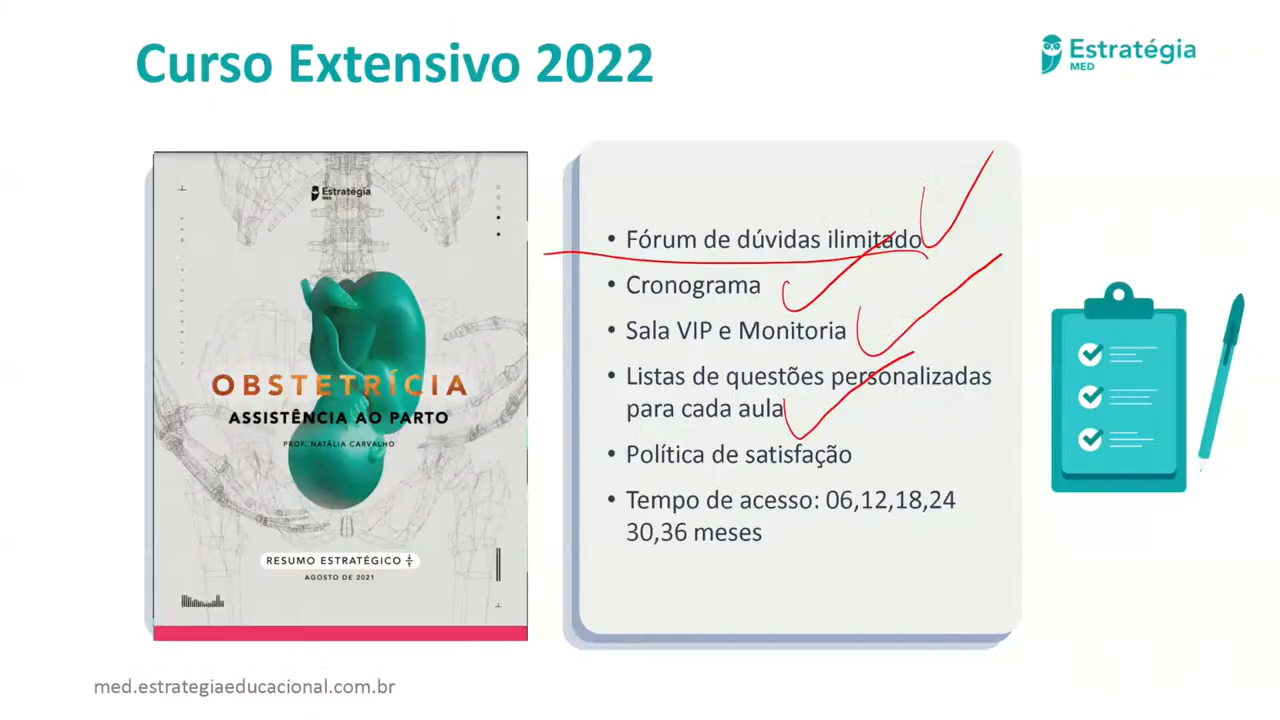 Curso Extensivo 2022
Estratégia
MED
Estratégia
MED
OBSTETRÍCIA
ASSISTÊNCIA AO PARTO
PROF. NATÁLIA CARVALHO
RESUMO ESTRATÉGICO
AGOSTO DE 2021
• Fórum de dúvidas ilimitado
• Cronograma
• Sala VIP e Monitoria
• Listas de questões personalizadas
para cada aula
• Política de satisfação
• Tempo de acesso: 06,12,18,24
30,36 meses
med.estrategiaeducacional.com.br